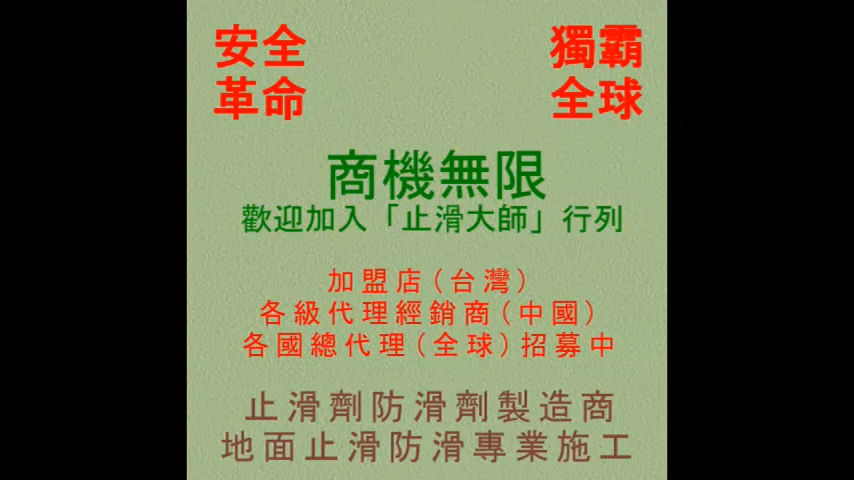 安全 獨霸
革命 全球
商機無限
歡迎加入「止滑大師」行列
加盟店(台灣)
各級代理經銷商(中國)
各國總代理(全球)招募中
止滑劑防滑劑製造商
地面止滑防滑專業施工